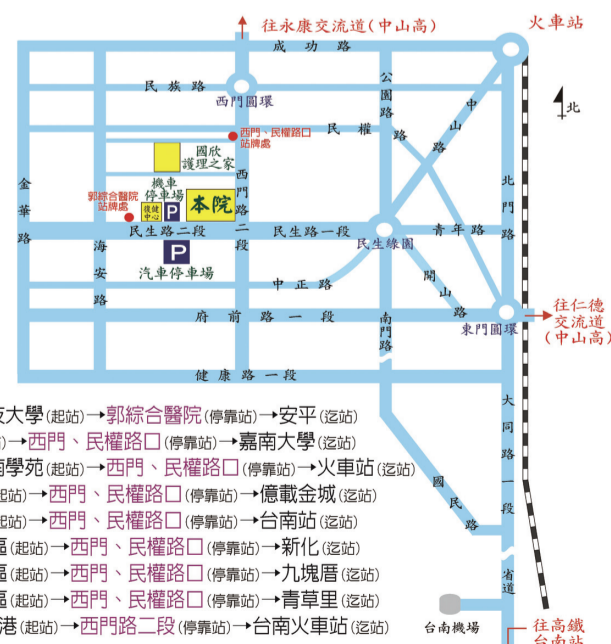 往永康交流道(中山高)
火車站
成功路
民族路
西門圓環
公園路
中山路
北
西門、民權路口
站牌處
民權路
國欣
護理之家
機車
停車場
郭綜合醫院
站牌處
復健
中心
P
本院
西門路二段
金華路
海安路
北門路
民生路二段
民生路一段
民生綠園
青年路
P
汽車停車場
中正路
開山路
府前路一段
南門路
東門圓環
往仁德
交流道
(中山高)
健康路一段
大同路一段
國民路
省道
台南機場
往高鐵
台南站
大學(起站)→郭綜合醫院(停靠站)→安平(迄站)
→西門、民權路口(停靠站)→嘉南大學(迄站)
學苑(起站)→西門、民權路口(停靠站)→火車站(迄站)
→西門、民權路口(停靠站)→億載金城(迄站)
→西門、民權路口(停靠站)→台南站(迄站)
(起站)→西門、民權路口(停靠站)→新化(迄站)
(起站)→西門、民權路口(停靠站)→九塊厝(迄站)
(起站)→西門、民權路口(停靠站)→青草里(迄站)
港(起站)→西門路二段(停靠站)→台南火車站(迄站)